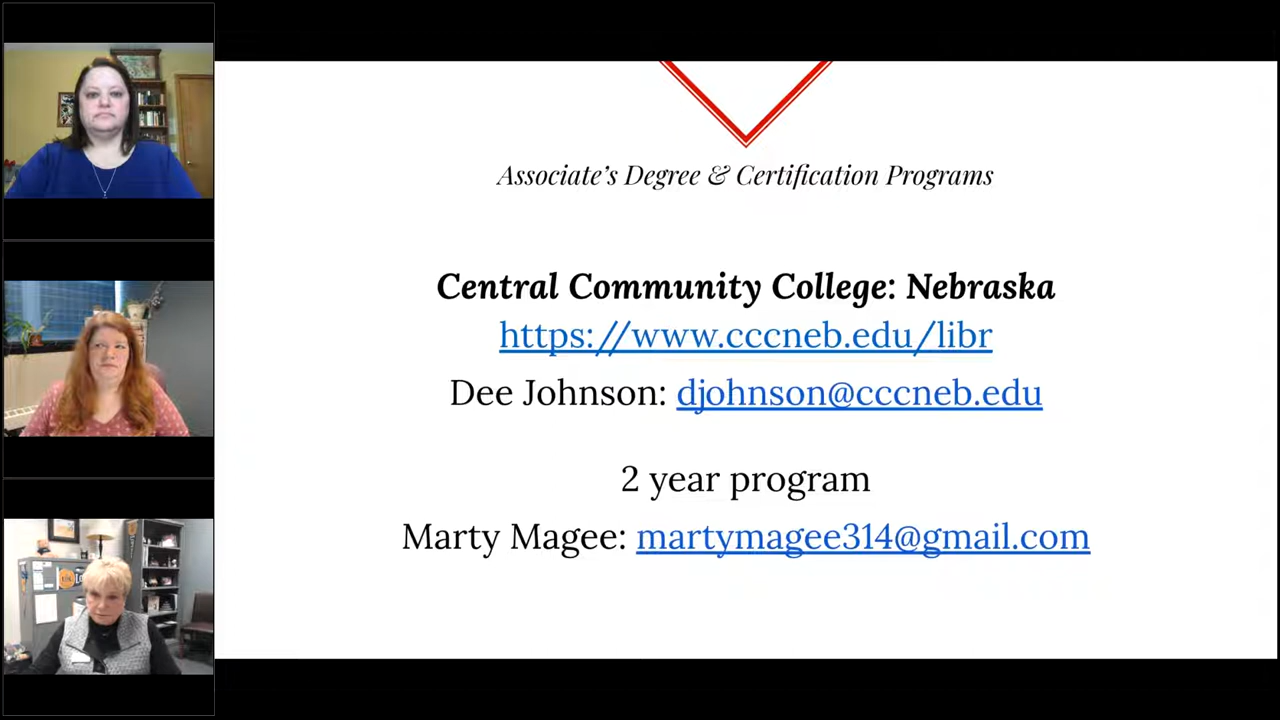 Associate's Degree & Certification Programs
Central Community College: Nebraska
https://www.cccneb.edu/libr
Dee Johnson: djohnson@cccneb.edu
2 year program
Marty Magee: martymagee314@gmail.com